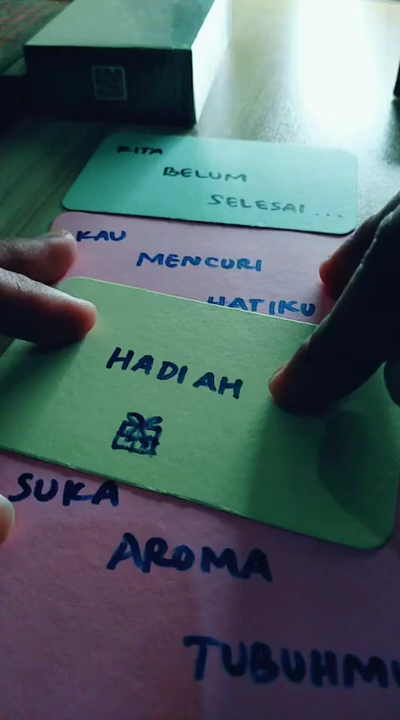 KITA
BELUM
SELESAI...
KAU
MENCURI
HATIKU
HADIAH
SUKA
AROMA
TUBUHMU